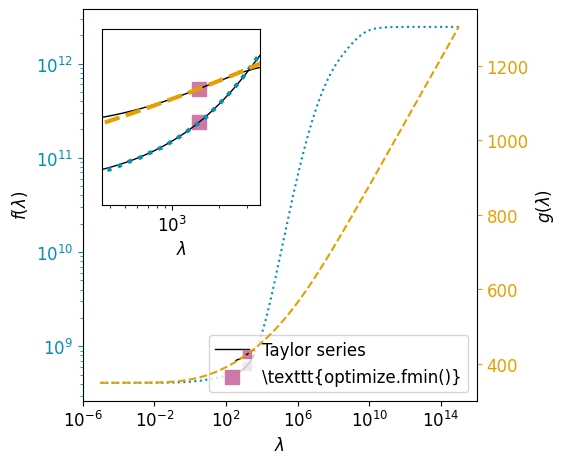 10^12
10^11
10^10
10^9
f(λ)
10^3
λ
1200
1000
800
600
400
g(λ)
Taylor series
\texttt{optimize.fmin()}
10^−6
10^−2
10^2
10^6
10^10
10^14
λ